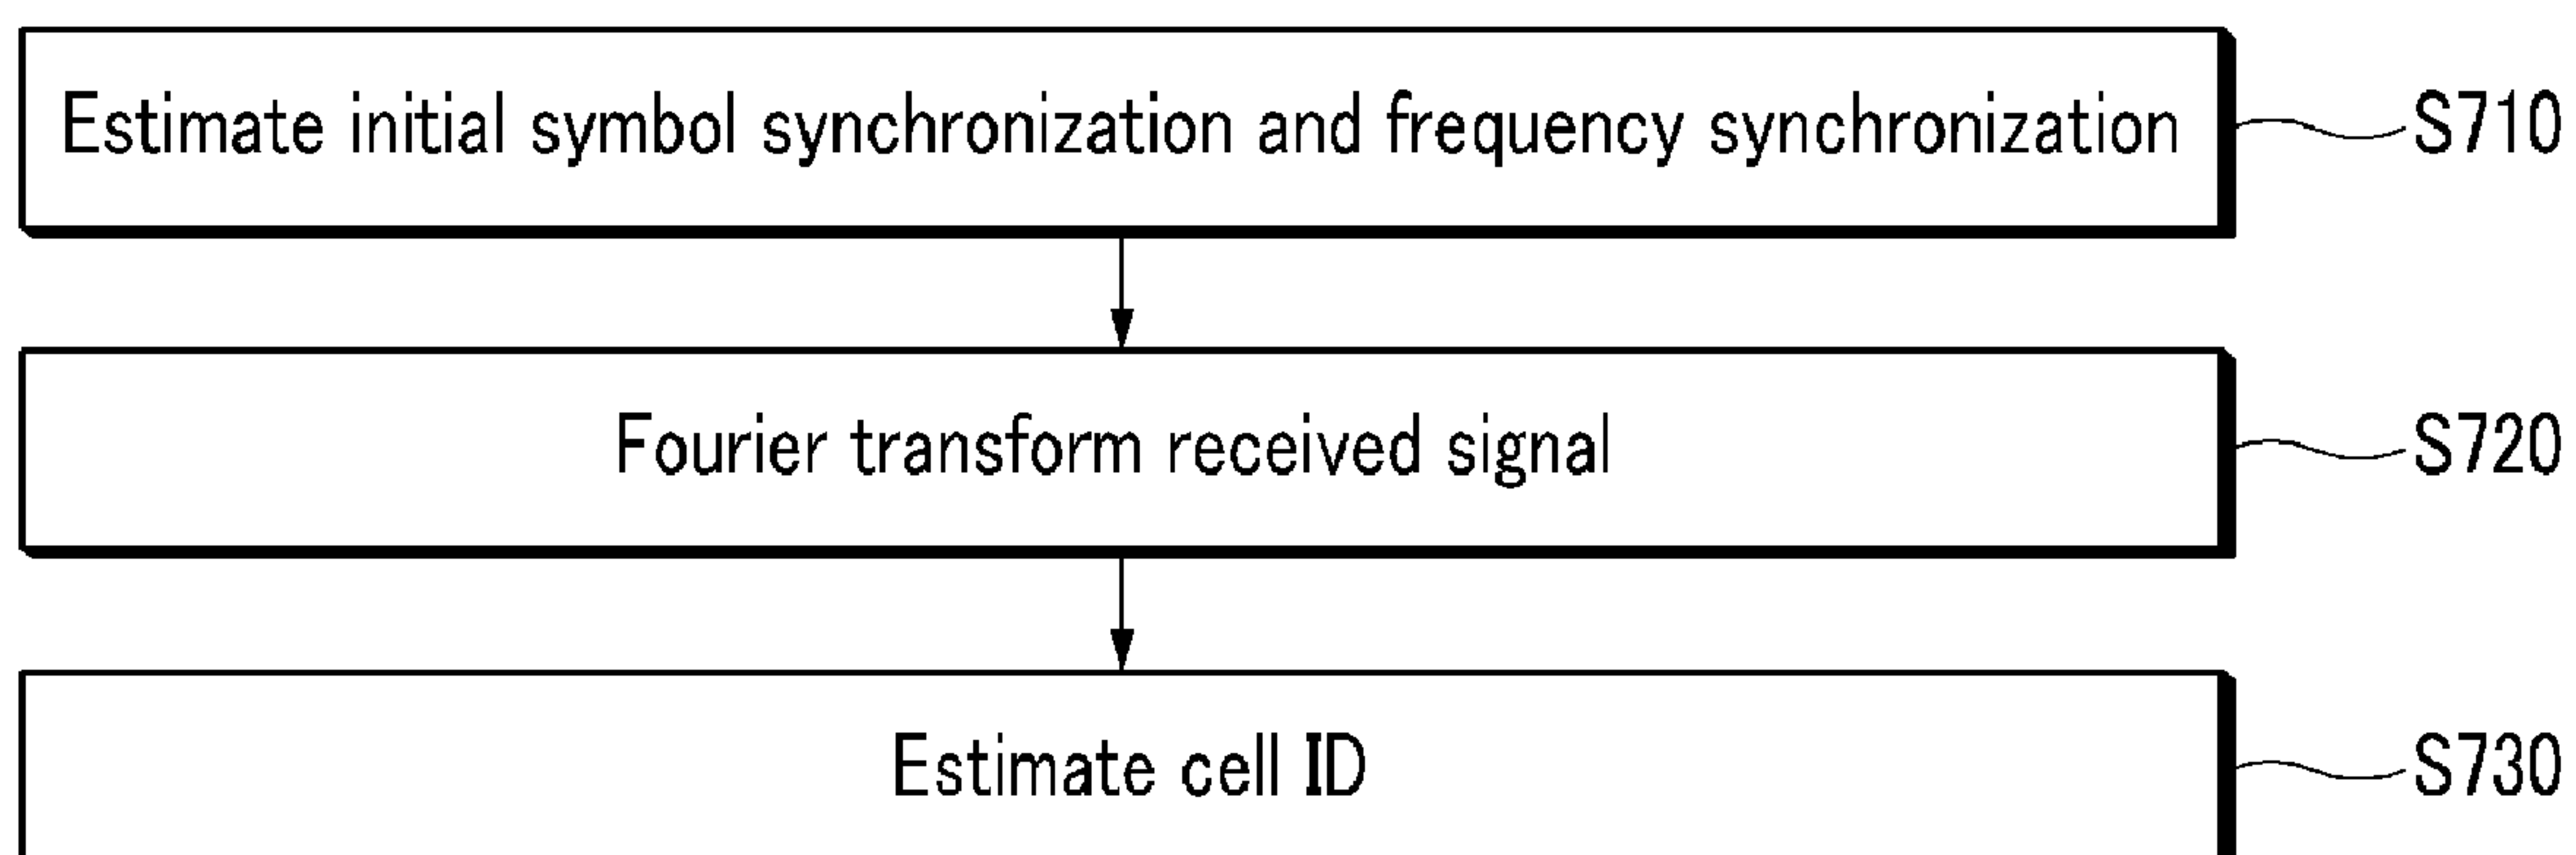 Estimate initial symbol synchronization and frequency synchronization S710
Fourier transform received signal S720
Estimate cell ID S730